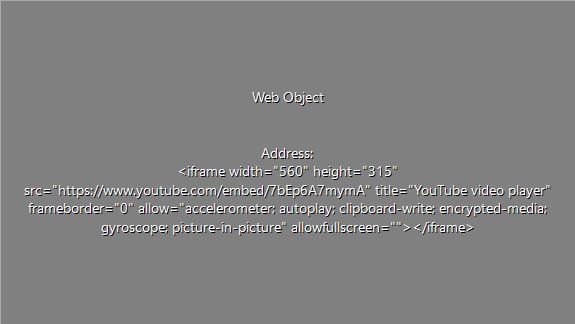 Web Object
Address:
<iframe width="560" height="315"
src="https://www.youtube.com/embed/7bEp6A7mymA" title="YouTube video player"
frameborder="0" allow="accelerometer; autoplay; clipboard-write; encrypted-media;
gyroscope; picture-in-picture" allowfullscreen=""></iframe>